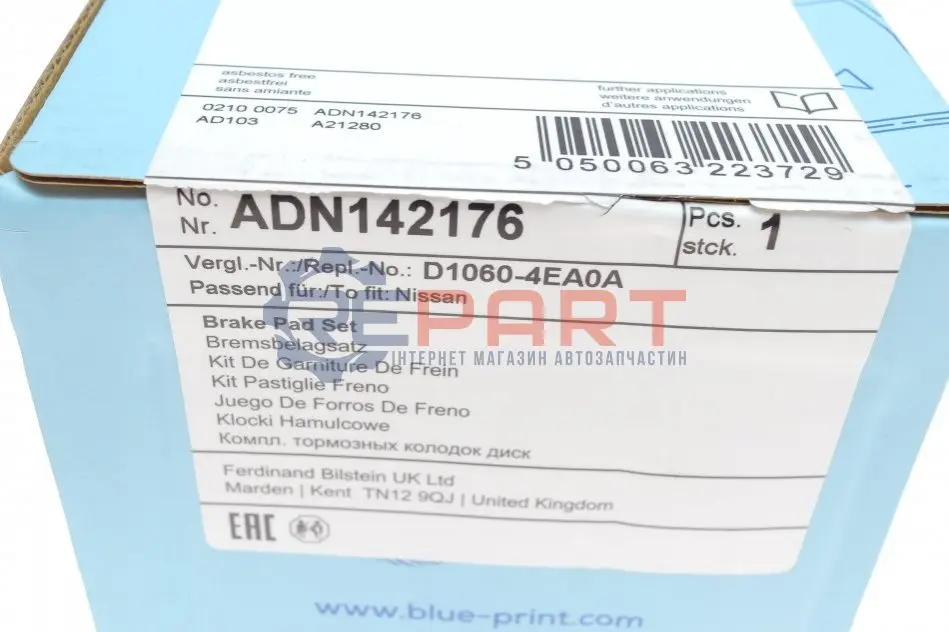 asbestos free
asbestfrei
sans amiante
further applications
weitere anwendungen
d'autres applications
0210 0075 ADN142176
AD103 A21280
5 050063 223729
No.
Nr. ADN142176
Pcs.
stck. 1
Vergl.-Nr.:/Repl.-No.: D1060-4EA0A
Passend für:/To fit: Nissan
REPART
ІНТЕРНЕТ МАГАЗИН АВТОЗАПЧАСТИН
Brake Pad Set
Bremsbelagsatz
Kit De Garniture De Frein
Kit Pastiglie Freno
Juego De Forros De Freno
Klocki Hamulcowe
Компл. тормозных колодок диск
Ferdinand Bilstein UK Ltd
Marden | Kent TN12 9QJ | United Kingdom
EAC
www.blue-print.com